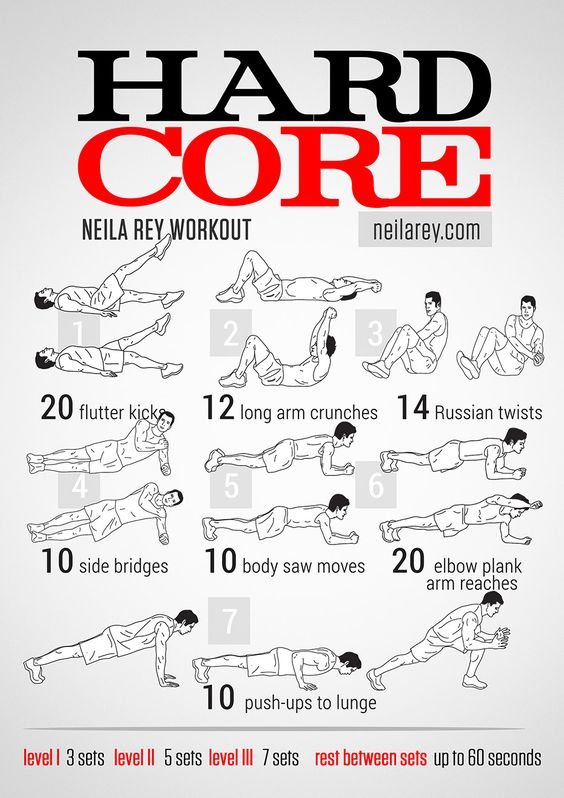 HARD
CORE
NEILA REY WORKOUT neilarey.com
1 2 3
20 flutter kicks 12 long arm crunches 14 Russian twists
4 5 6
10 side bridges 10 body saw moves 20 elbow plank
arm reaches
7
10 push-ups to lunge
level I 3 sets level II 5 sets level III 7 sets rest between sets up to 60 seconds